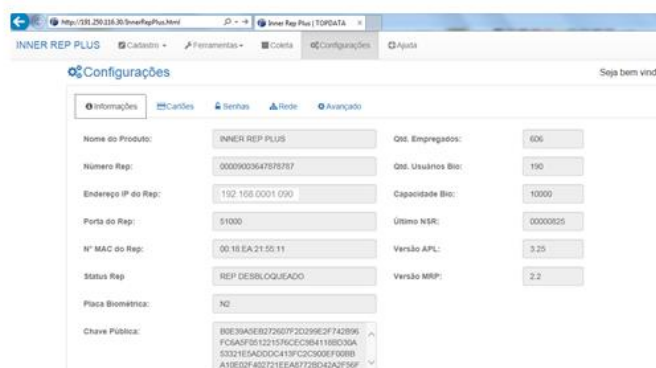 http://191.250.216.30/InnerRepPlus.html
Inner Rep Plus | TOPDATA
INNER REP PLUS Cadastro Ferramentas Coleta Configurações Ajuda
Configurações Seja bem vind
Informações Cartões Senhas Rede Avançado
Nome do Produto: INNER REP PLUS Qtd. Empregados: 606
Número Rep: 00009003647878787 Qtd. Usuários Bio: 190
Endereço IP do Rep: 192.168.0001.090 Capacidade Bio: 10000
Porta do Rep: 51000 Último NSR: 00000825
N° MAC do Rep: 00:18:EA:21:55:11 Versão APL: 3.25
Status Rep REP DESBLOQUEADO Versão MRP: 2.2
Placa Biométrica: N2
Chave Pública: B0E39A5EB272607F2D299E2F742B96
FC6A5F051221576CEC9B4118BD30A
53321E5ADDDC413FC2C900EF608B
A10E02F402721EEA8772BD42A2F56F